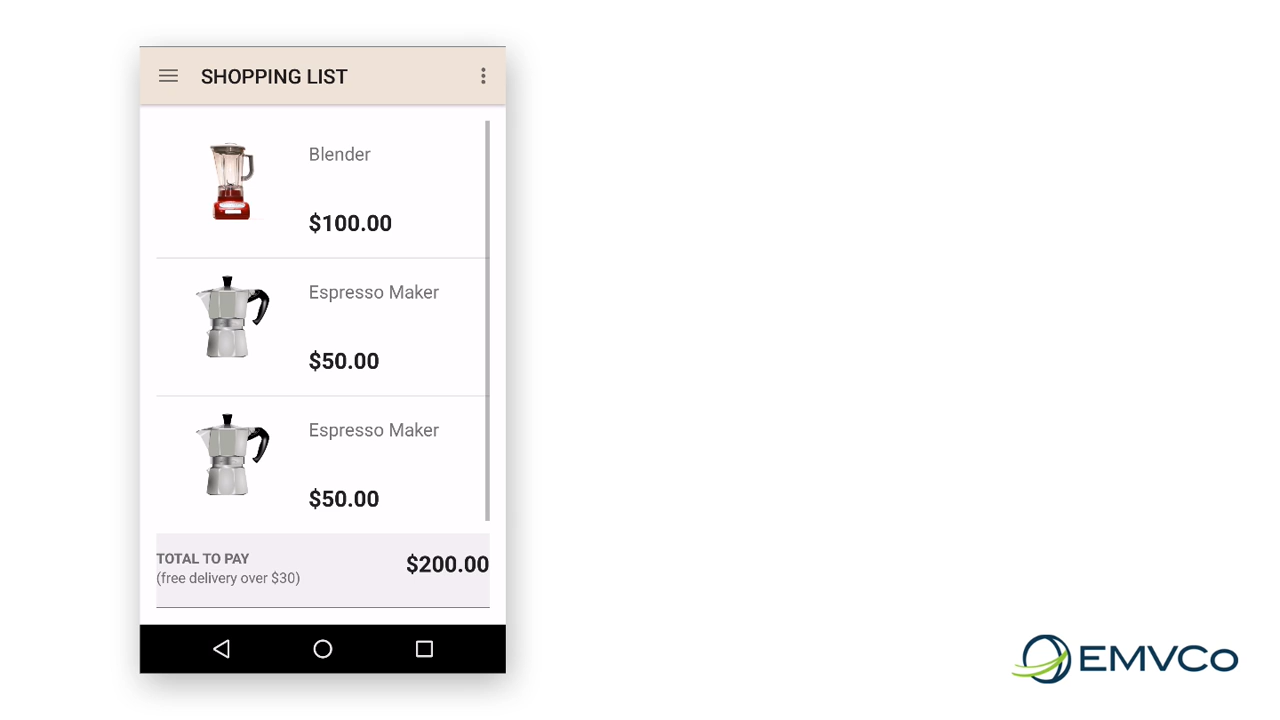 SHOPPING LIST
Blender
$100.00
Espresso Maker
$50.00
Espresso Maker
$50.00
TOTAL TO PAY
$200.00
(free delivery over $30)
EMVCo